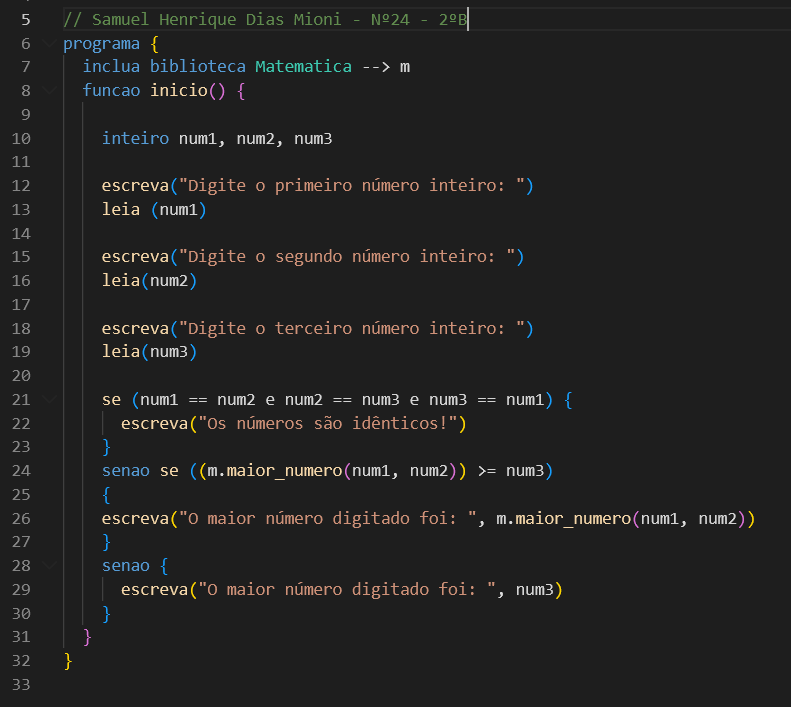 5 // Samuel Henrique Dias Mioni - Nº24 - 2ºB
6 programa {
7 inclua biblioteca Matematica --> m
8 funcao inicio() {
9
10 inteiro num1, num2, num3
11
12 escreva("Digite o primeiro número inteiro: ")
13 leia (num1)
14
15 escreva("Digite o segundo número inteiro: ")
16 leia(num2)
17
18 escreva("Digite o terceiro número inteiro: ")
19 leia(num3)
20
21 se (num1 == num2 e num2 == num3 e num3 == num1) {
22 escreva("Os números são idênticos!")
23 }
24 senao se ((m.maior_numero(num1, num2)) >= num3)
25 {
26 escreva("O maior número digitado foi: ", m.maior_numero(num1, num2))
27 }
28 senao {
29 escreva("O maior número digitado foi: ", num3)
30 }
31 }
32 }
33